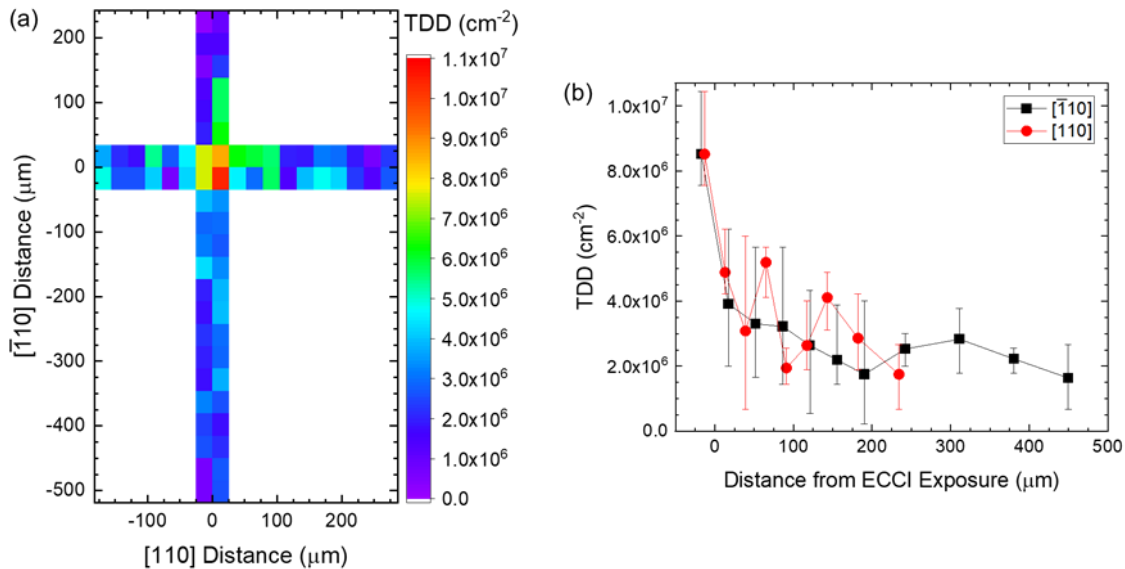 (a)
TDD (cm⁻²)
200
100
0
-100
-200
-300
-400
-500
[1̅10] Distance (μm)
-100
0
100
200
[110] Distance (μm)
1.1x10⁷
1.0x10⁷
9.0x10⁶
8.0x10⁶
7.0x10⁶
6.0x10⁶
5.0x10⁶
4.0x10⁶
3.0x10⁶
2.0x10⁶
1.0x10⁶
0.0
(b)
[1̅10]
[110]
1.0x10⁷
8.0x10⁶
6.0x10⁶
4.0x10⁶
2.0x10⁶
0.0
TDD (cm⁻²)
0
100
200
300
400
500
Distance from ECCI Exposure (μm)